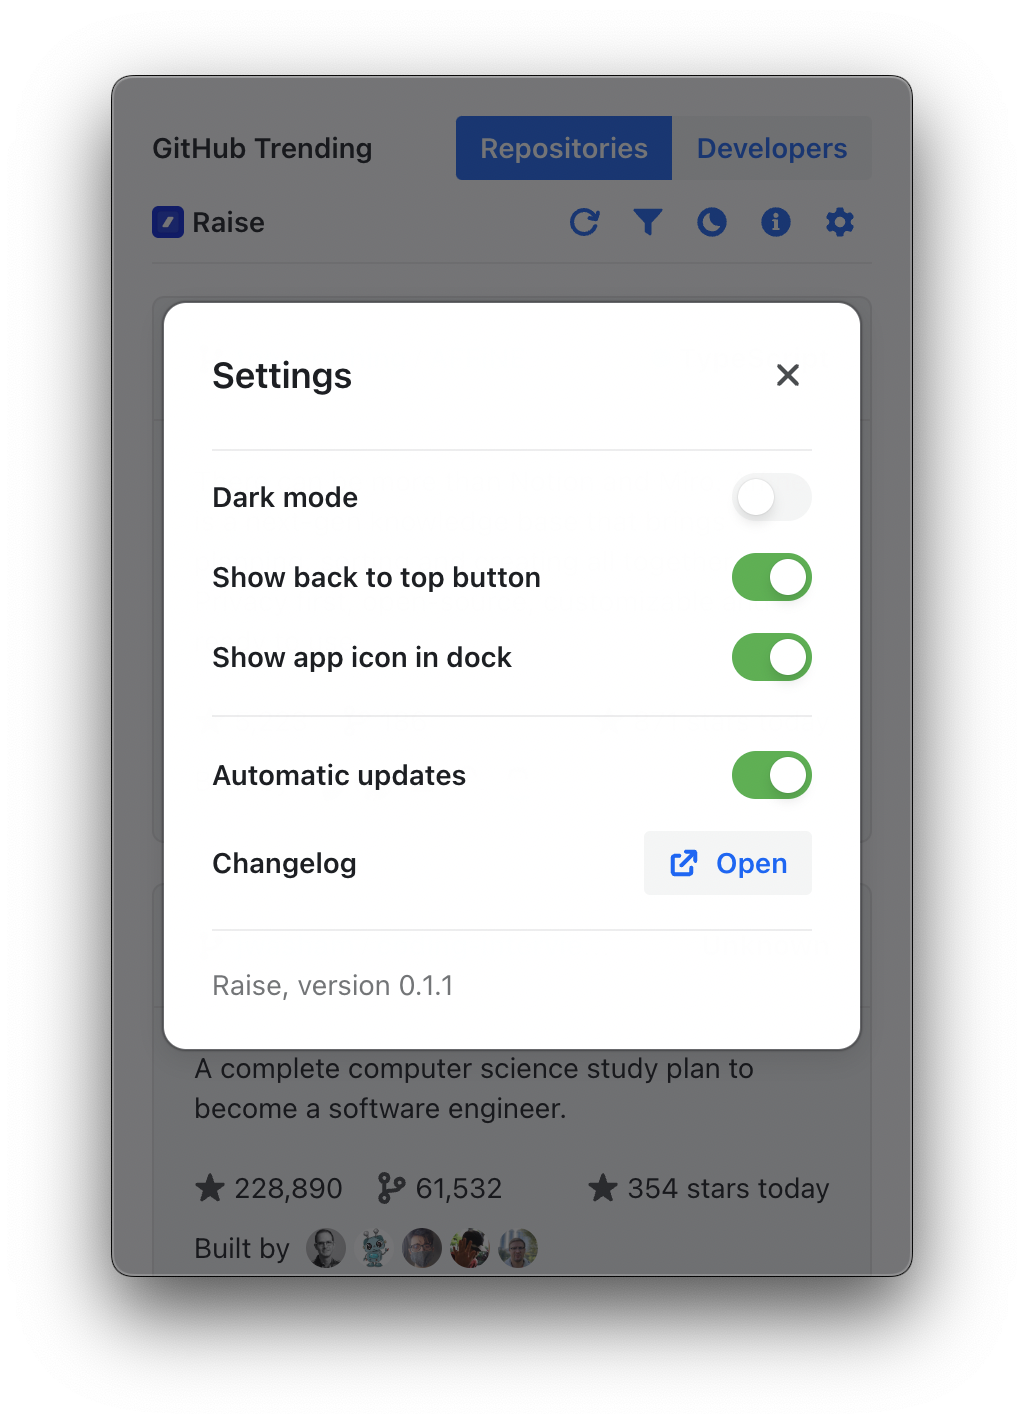 GitHub Trending
Repositories
Developers
Raise
Settings
Dark mode
Show back to top button
Show app icon in dock
Automatic updates
Changelog
Open
Raise, version 0.1.1
A complete computer science study plan to
become a software engineer.
228,890
61,532
354 stars today
Built by